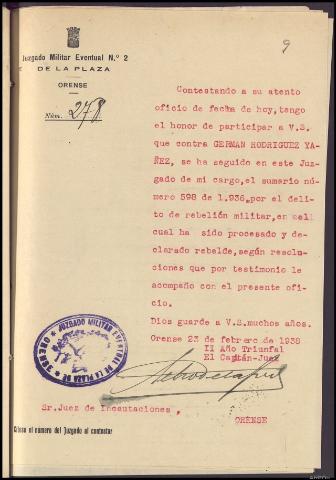 9
Juzgado Militar Eventual N.º 2
DE LA PLAZA
ORENSE
Núm. 278
Contestando a su atento
oficio de fecha de hoy, tengo
el honor de participar a V.S.
que contra GERMAN RODRIGUEZ YA-
ÑEZ, se ha seguido en este Juz-
gado de mi cargo, el sumario
número 598 de 1.936, por el deli-
to de rebelión militar, en el
cual ha sido procesado y de-
clarado rebelde, según resolu-
ciones que por testimonio le
acompaño con el presente ofi-
cio.
Dios guarde a V.S. muchos años.
Orense 23 de febrero de 1938
II Año Triunfal
El Capitán-Juez
JUZGADO MILITAR EVENTUAL DE LA PLAZA DE ORENSE
Sr. Juez de Incautaciones,
ORENSE
Cítese el número del Juzgado al contestar